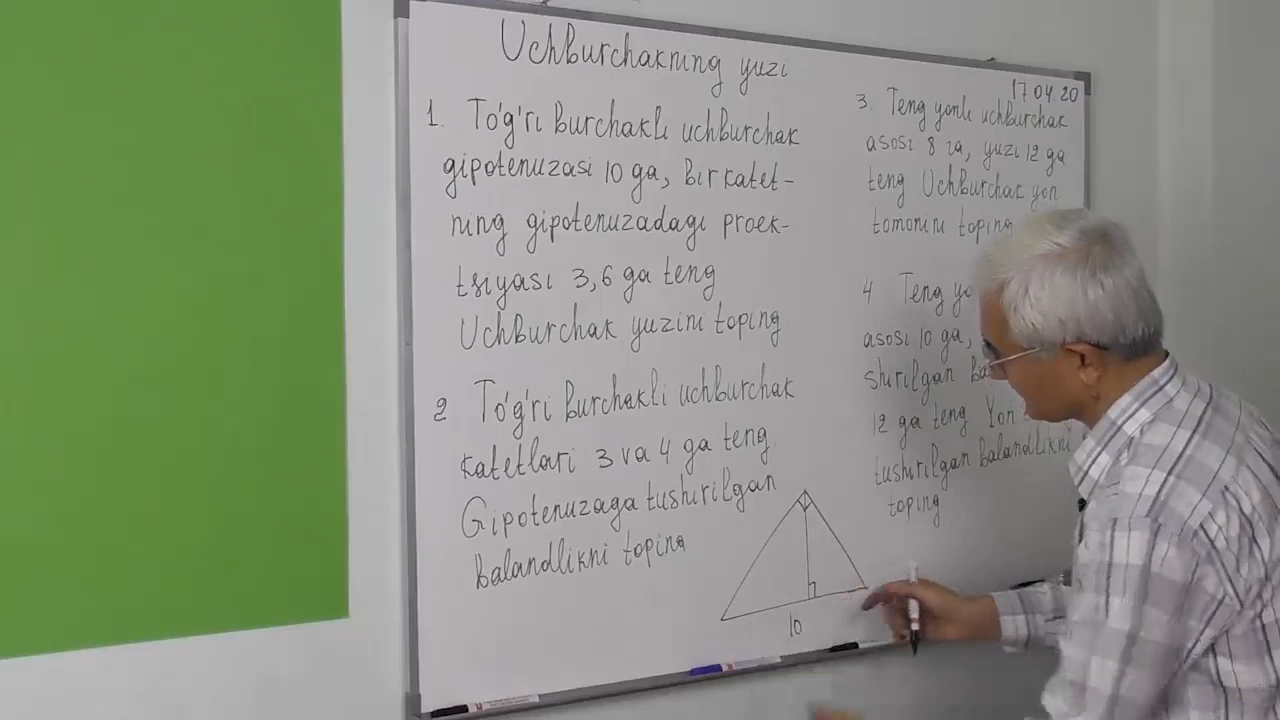 Uchburchakning yuzi
17.04.20
1. To'g'ri burchakli uchburchak
gipotenuzasi 10 ga, bir katet-
ning gipotenuzadagi proek-
tsiyasi 3,6 ga teng
Uchburchak yuzini toping
2 To'g'ri burchakli uchburchak
katetlari 3 va 4 ga teng
Gipotenuzaga tushirilgan
balandlikni toping
10
3. Teng yonli uchburchak
asosi 8 ga, yuzi 12 ga
teng Uchburchak yon
tomonini toping
4 Teng
asosi 10 ga,
shirilgan
12 ga teng Yon
tushirilgan balandlikni
toping